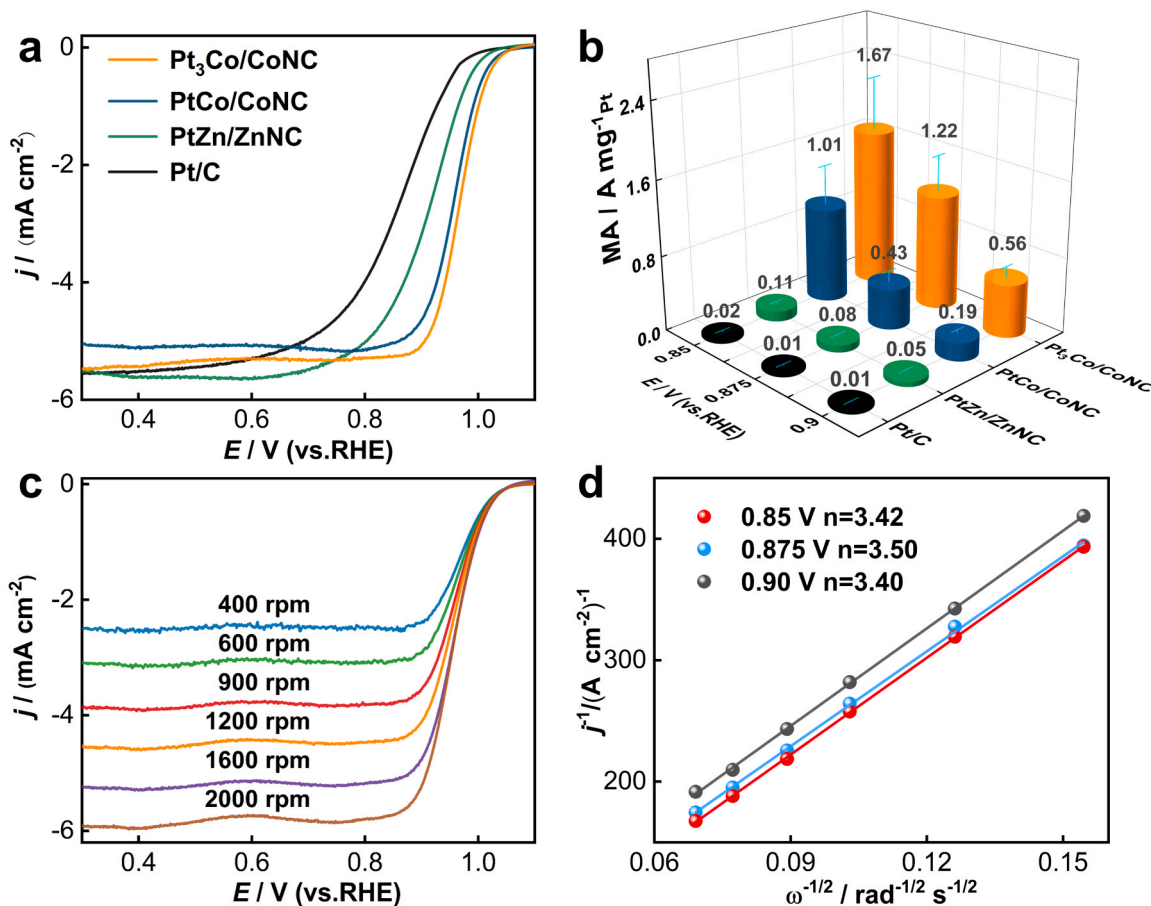 a
0
-2
-4
-6
j / (mA cm⁻²)
Pt₃Co/CoNC
PtCo/CoNC
PtZn/ZnNC
Pt/C
0.4 0.6 0.8 1.0
E / V (vs.RHE)
b
MA / A mg⁻¹Pt
2.4
1.6
0.8
0.0
1.67
1.22
0.56
1.01
0.43
0.19
0.11
0.08
0.05
0.02
0.01
0.01
0.85
0.875
0.9
E / V (vs.RHE)
Pt₃Co/CoNC
PtCo/CoNC
PtZn/ZnNC
Pt/C
c
0
-2
-4
-6
j / (mA cm⁻²)
400 rpm
600 rpm
900 rpm
1200 rpm
1600 rpm
2000 rpm
0.4 0.6 0.8 1.0
E / V (vs.RHE)
d
400
300
200
j⁻¹/(A cm⁻²)⁻¹
0.85 V n=3.42
0.875 V n=3.50
0.90 V n=3.40
0.06 0.09 0.12 0.15
ω⁻¹/² / rad⁻¹/² s⁻¹/²